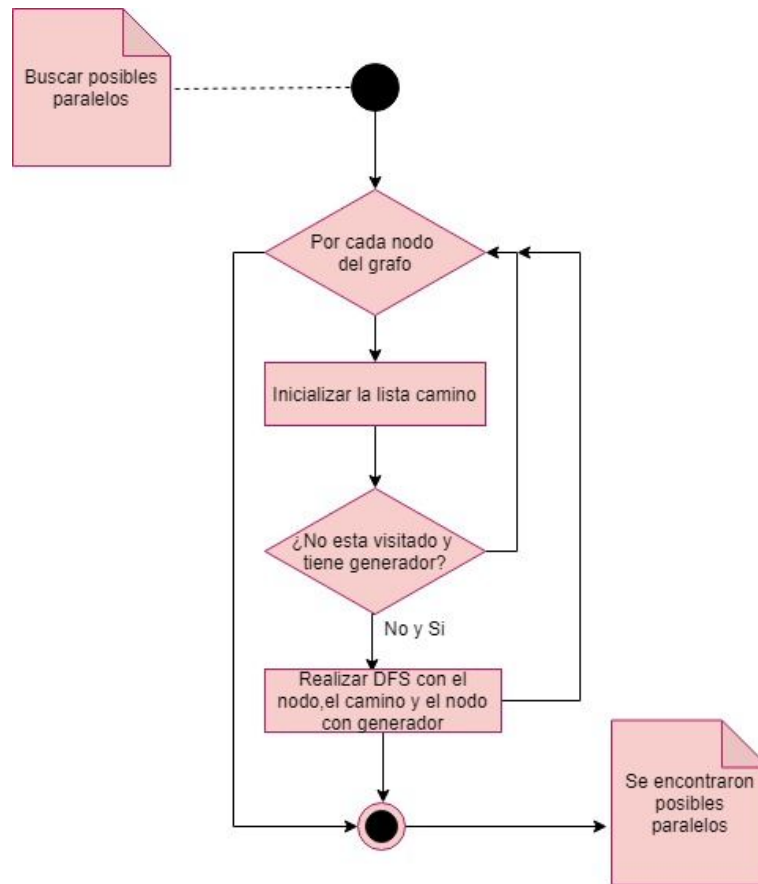 Buscar posibles
paralelos
Por cada nodo
del grafo
Inicializar la lista camino
¿No esta visitado y
tiene generador?
No y Si
Realizar DFS con el
nodo,el camino y el nodo
con generador
Se encontraron
posibles
paralelos